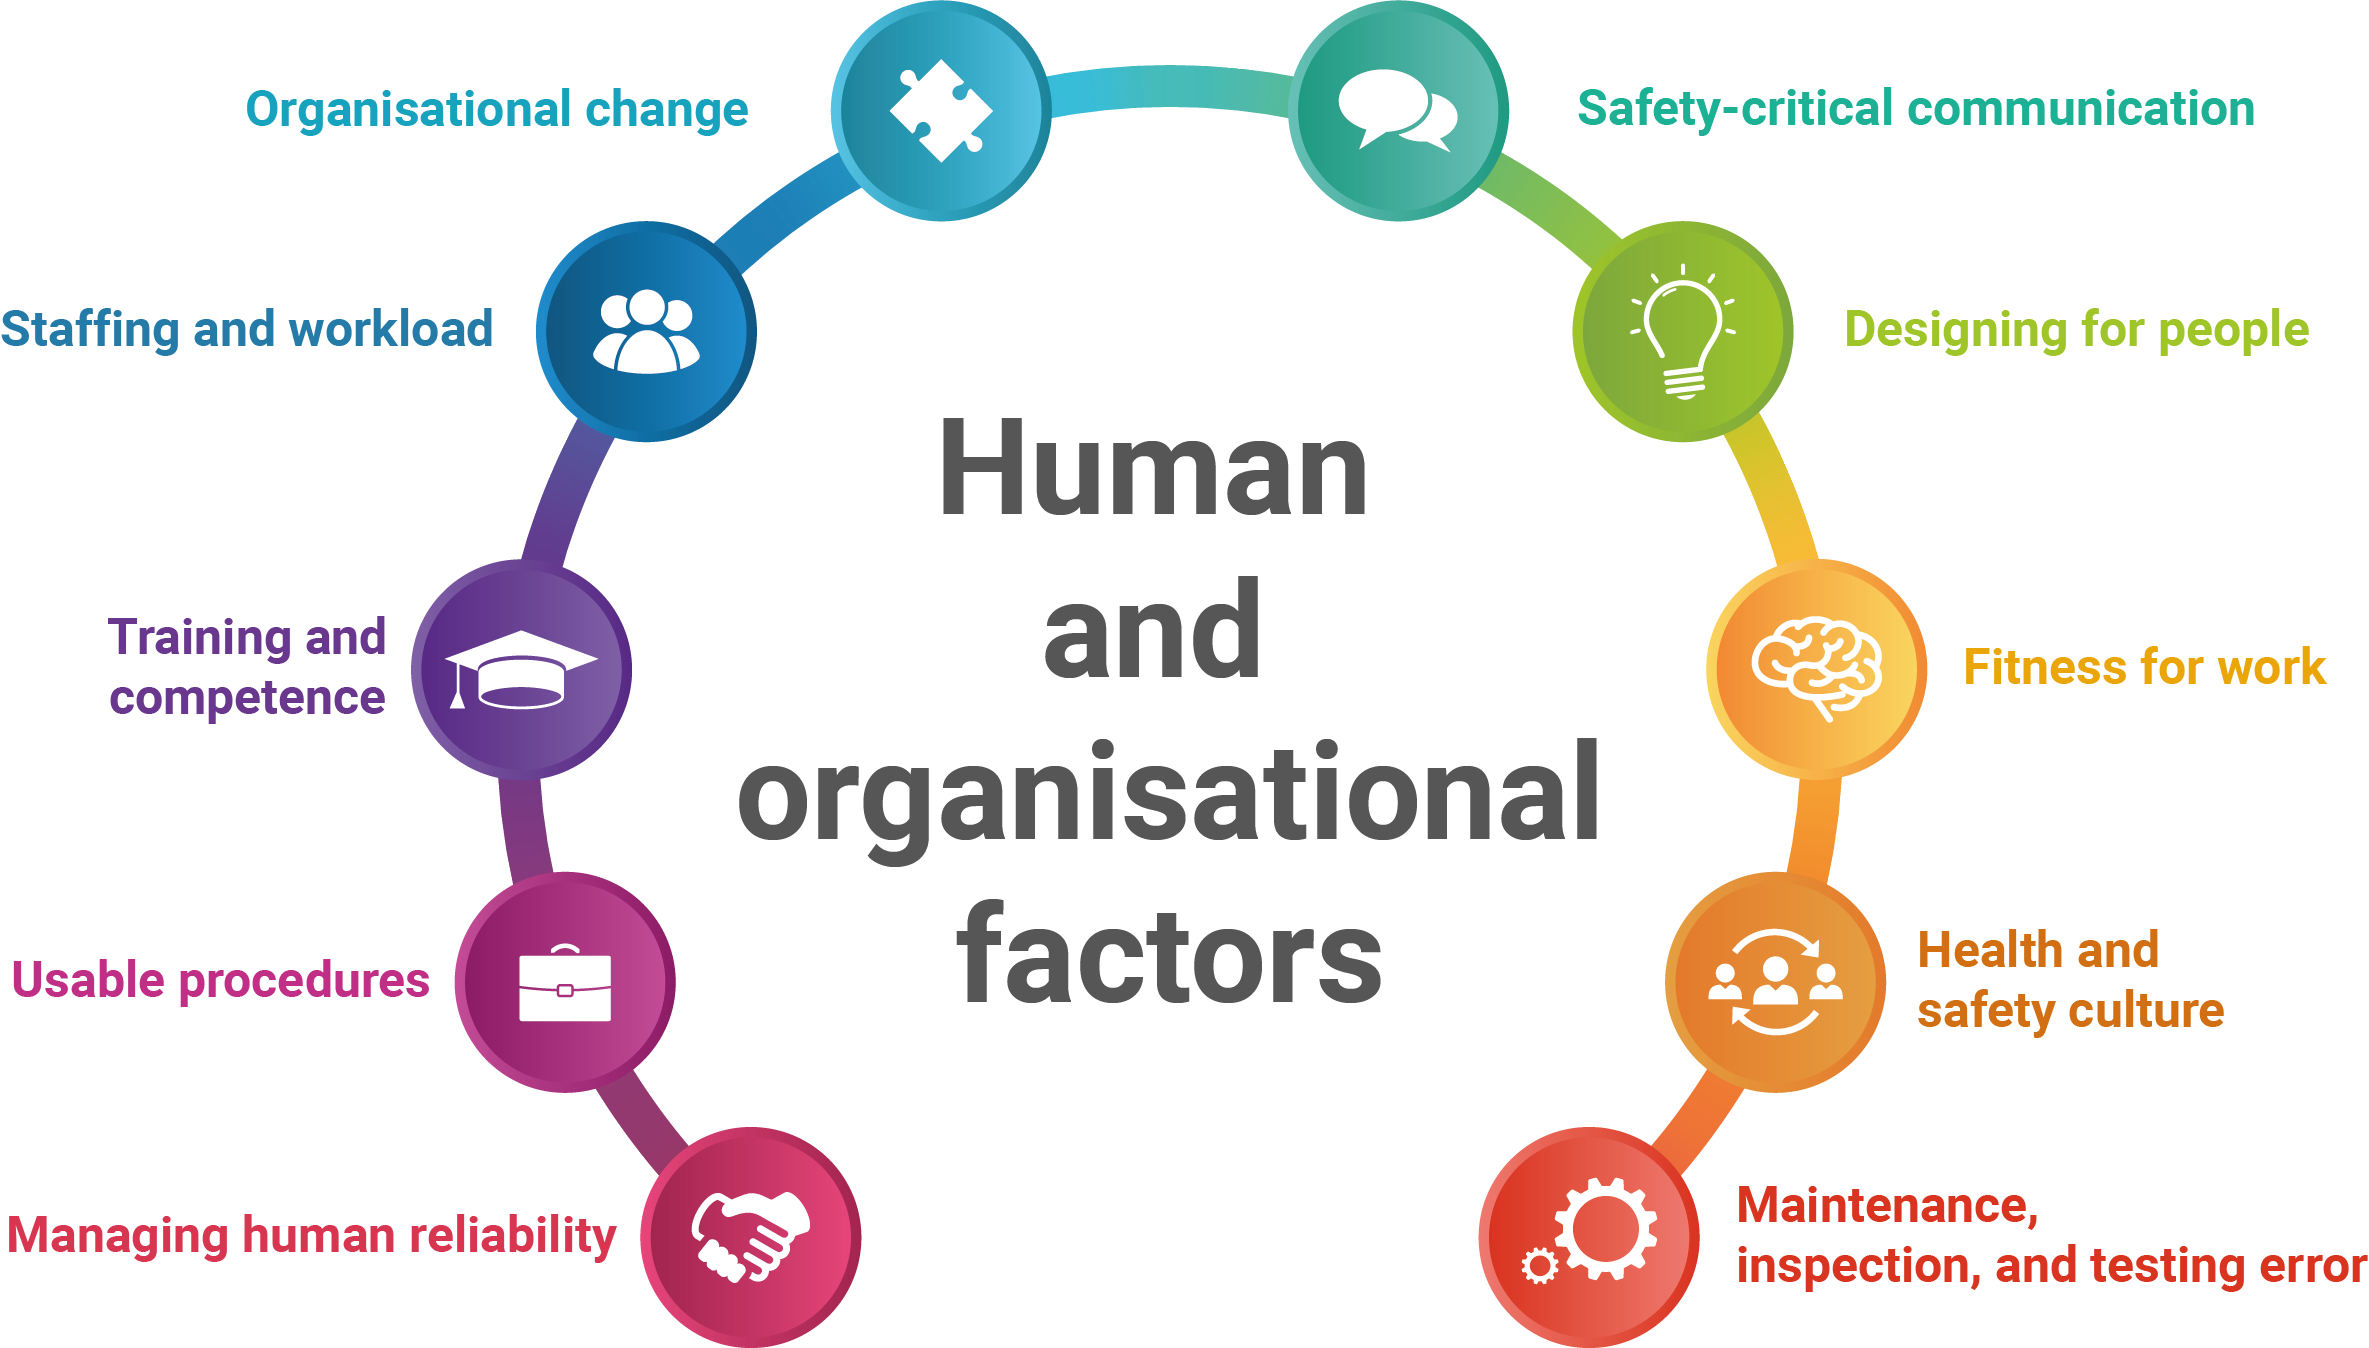 Organisational change
Safety-critical communication
Staffing and workload
Designing for people
Human
and
organisational
factors
Training and
competence
Fitness for work
Usable procedures
Health and
safety culture
Managing human reliability
Maintenance,
inspection, and testing error